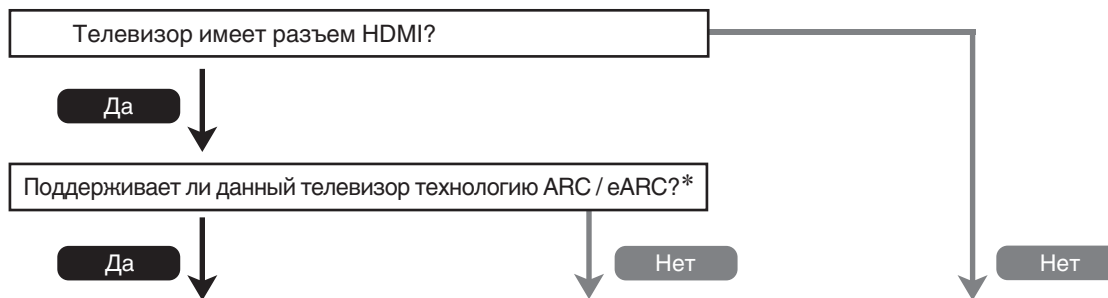 Телевизор имеет разъем HDMI?
Да
Поддерживает ли данный телевизор технологию ARC / eARC?*
Да
Нет
Нет